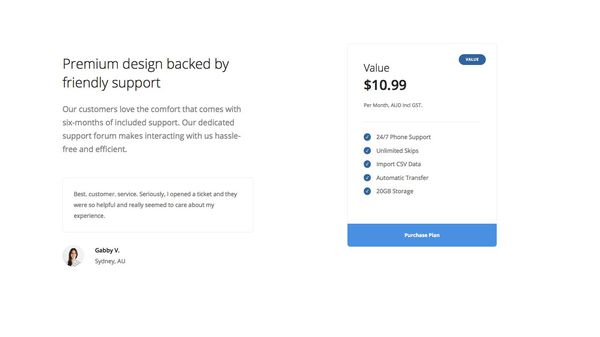 Premium design backed by
friendly support
Our customers love the comfort that comes with
six-months of included support. Our dedicated
support forum makes interacting with us hassle-
free and efficient.
Best. customer. service. Seriously, I opened a ticket and they
were so helpful and really seemed to care about my
experience.
Gabby V.
Sydney, AU
VALUE
Value
$10.99
Per Month, AUD Incl GST.
24/7 Phone Support
Unlimited Skips
Import CSV Data
Automatic Transfer
20GB Storage
Purchase Plan